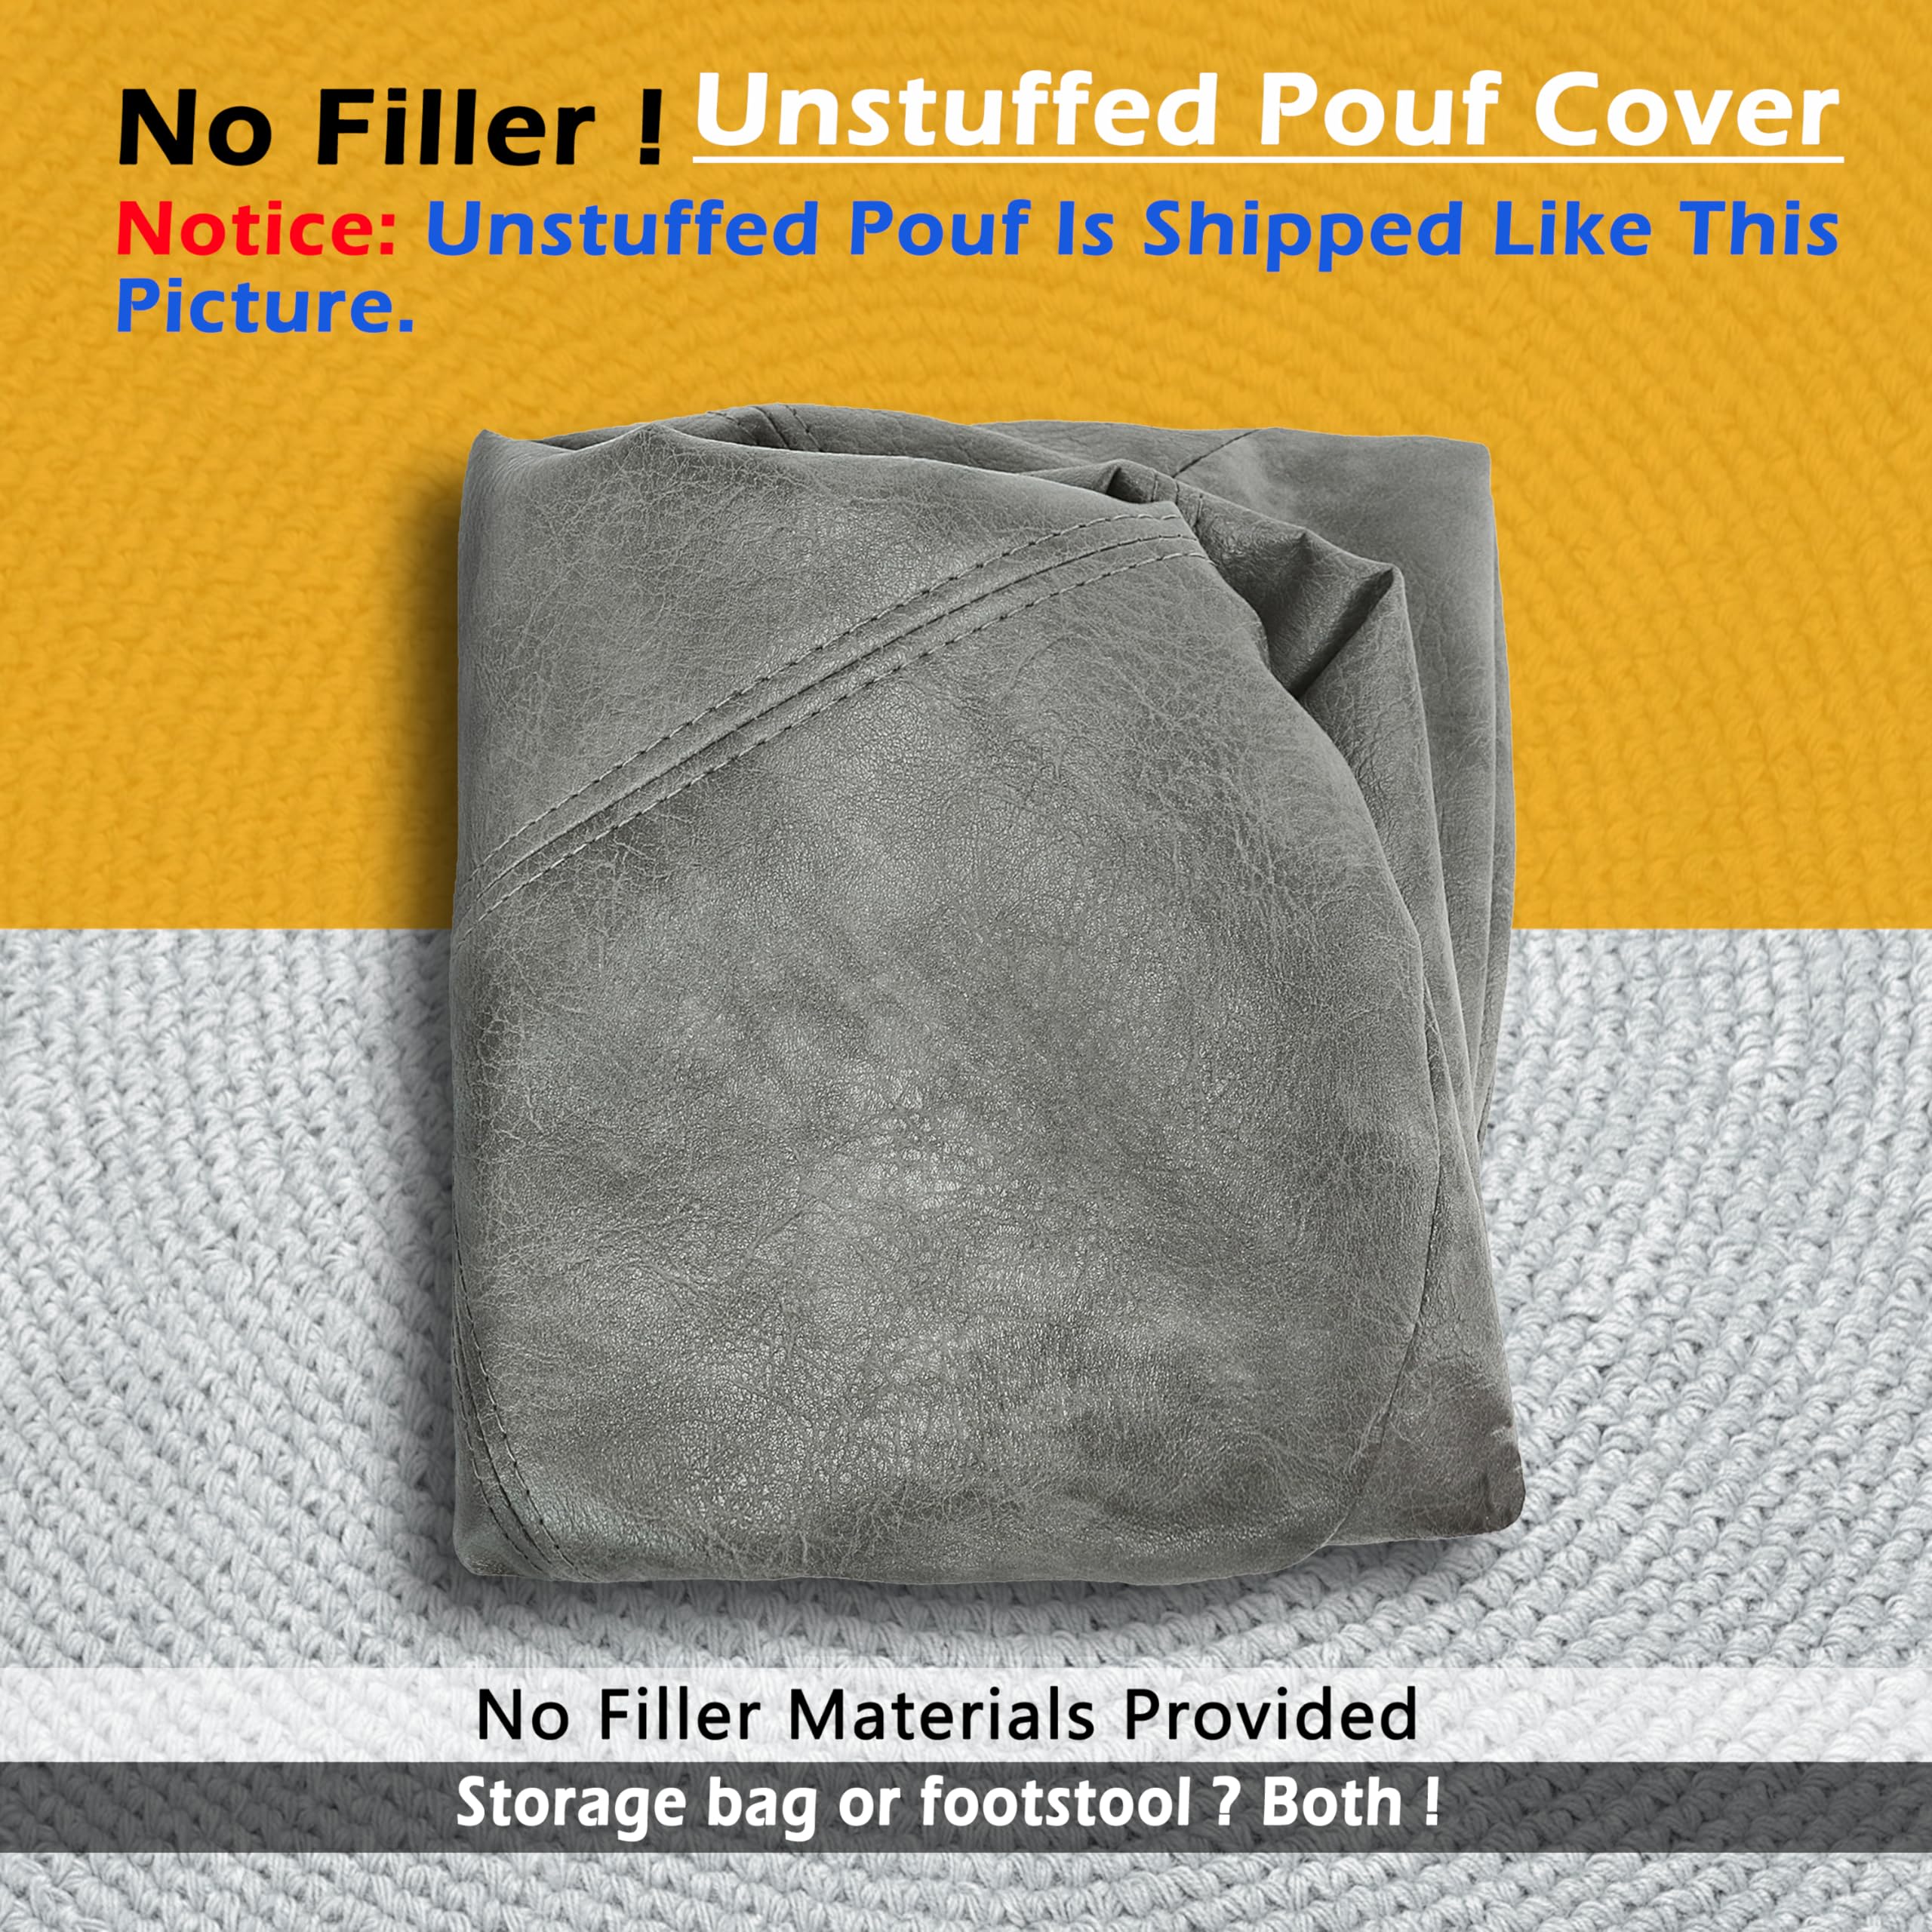 No Filler ! Unstuffed Pouf Cover
Notice: Unstuffed Pouf Is Shipped Like This
Picture.
No Filler Materials Provided
Storage bag or footstool ? Both !